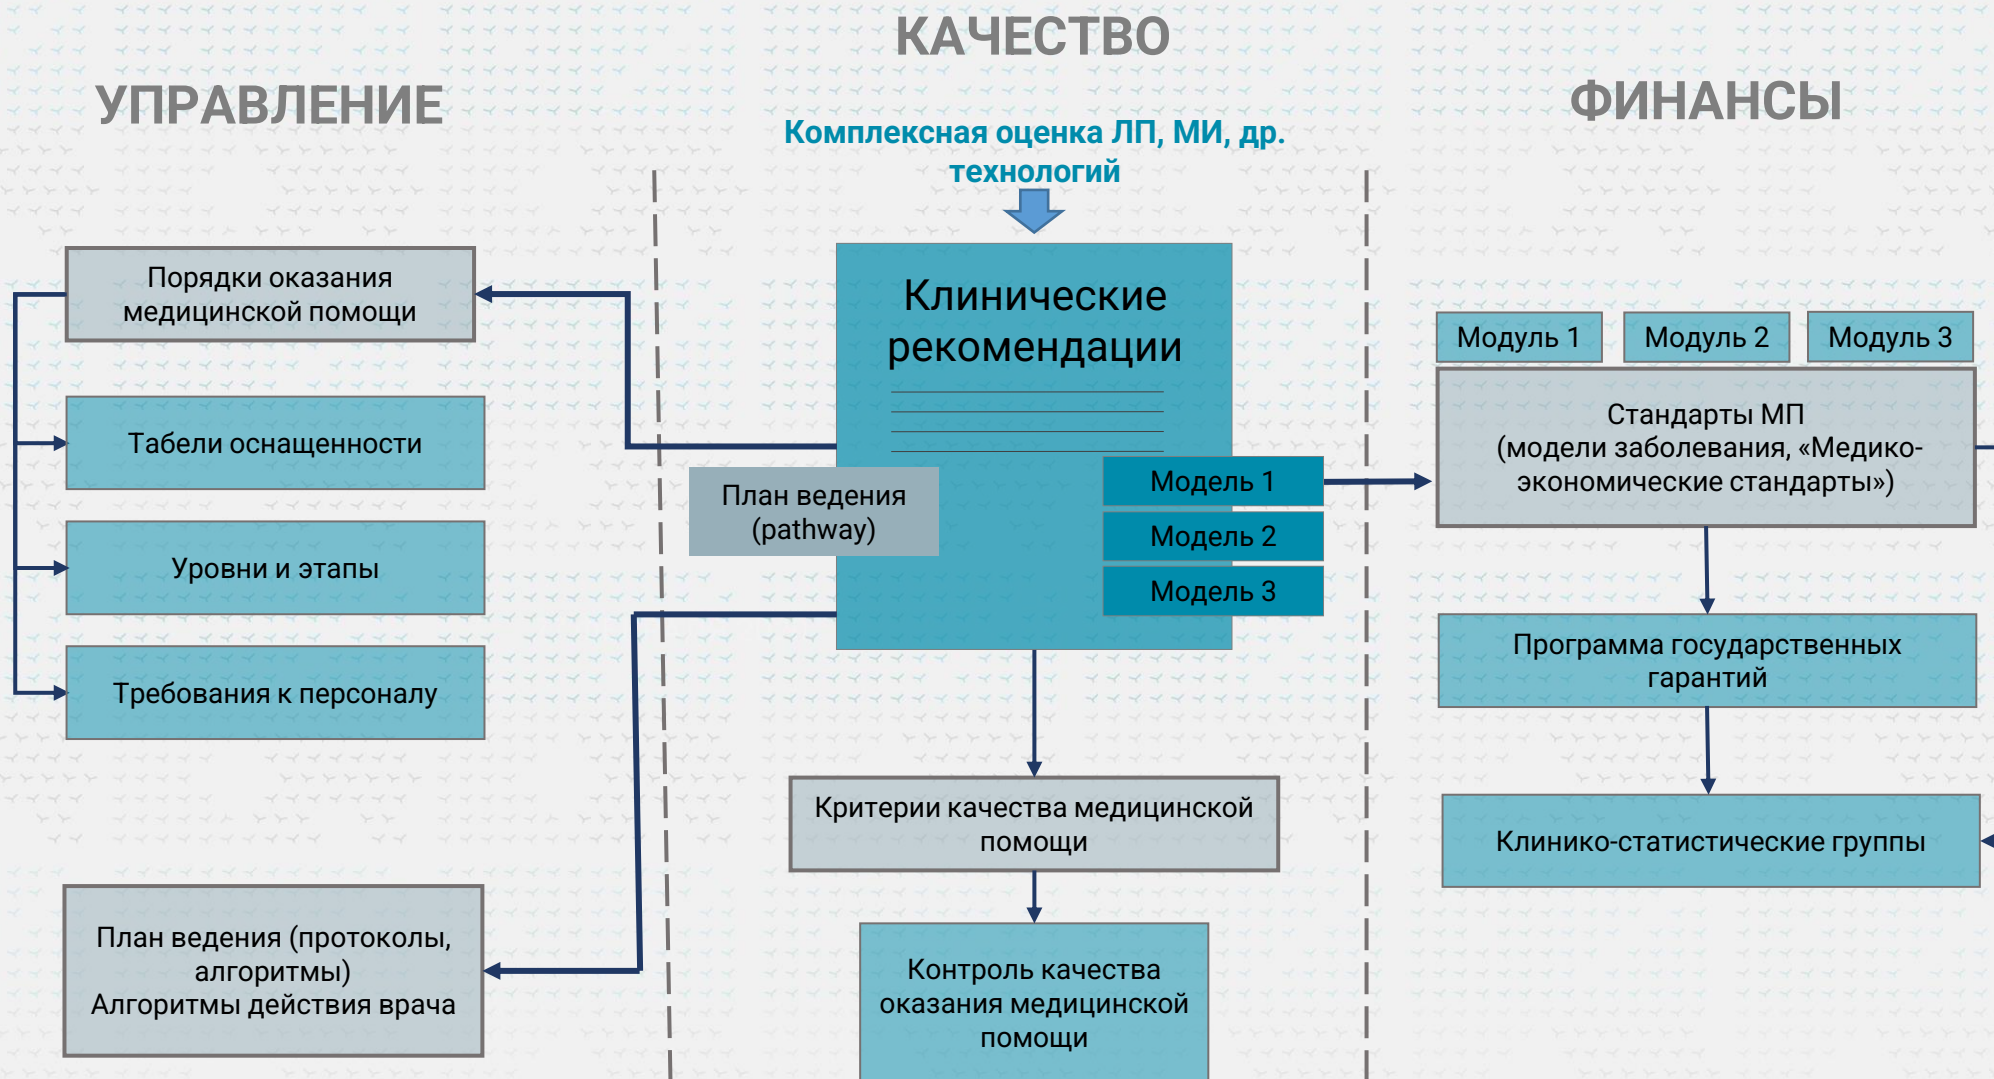 КАЧЕСТВО
УПРАВЛЕНИЕ
ФИНАНСЫ
Комплексная оценка ЛП, МИ, др.
технологий
Порядки оказания
медицинской помощи
Табели оснащенности
Уровни и этапы
Требования к персоналу
План ведения (протоколы,
алгоритмы)
Алгоритмы действия врача
Клинические
рекомендации
План ведения
(pathway)
Модель 1
Модель 2
Модель 3
Критерии качества медицинской
помощи
Контроль качества
оказания медицинской
помощи
Модуль 1
Модуль 2
Модуль 3
Стандарты МП
(модели заболевания, «Медико-
экономические стандарты»)
Программа государственных
гарантий
Клинико-статистические группы